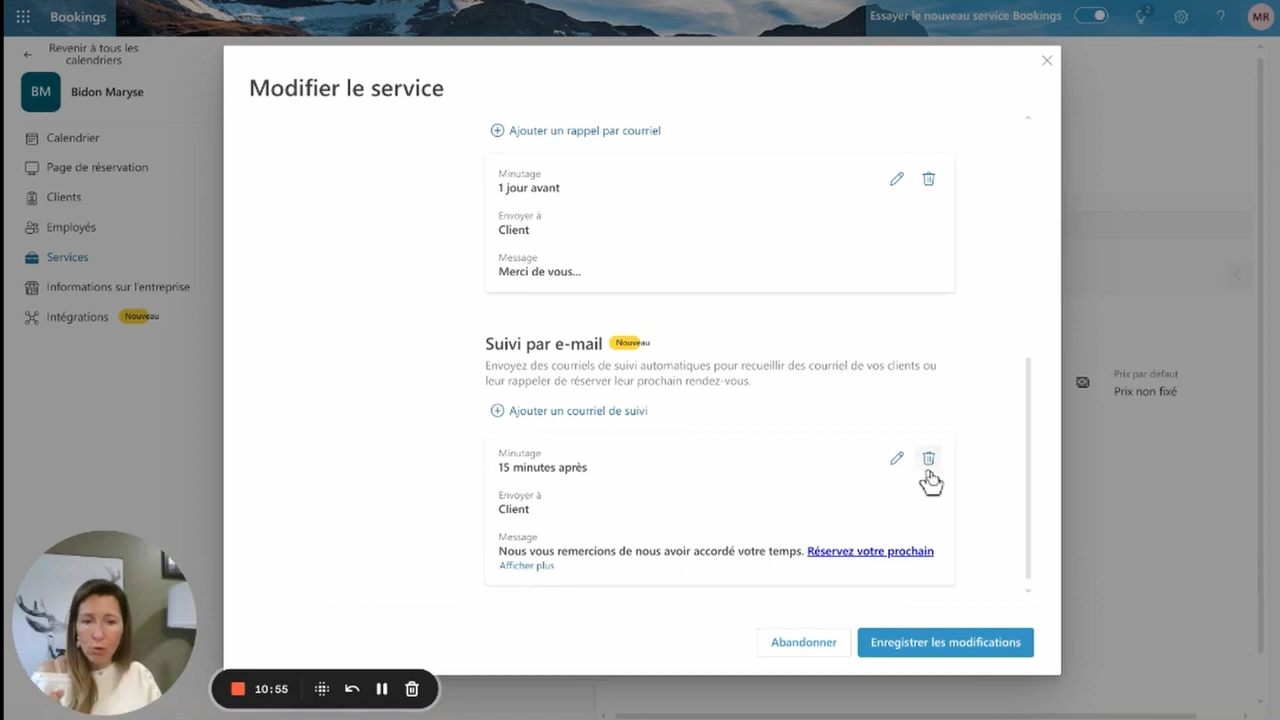 Bookings
Essayer le nouveau service Bookings
?
MR
Revenir à tous les
calendriers
BM
Bidon Maryse
Calendrier
Page de réservation
Clients
Employés
Services
Informations sur l'entreprise
Intégrations
Nouveau
Modifier le service
Ajouter un rappel par courriel
Minutage
1 jour avant
Envoyer à
Client
Message
Merci de vous...
Suivi par e-mail
Nouveau
Envoyez des courriels de suivi automatiques pour recueillir des courriel de vos clients ou
leur rappeler de réserver leur prochain rendez-vous.
Ajouter un courriel de suivi
Minutage
15 minutes après
Envoyer à
Client
Message
Nous vous remercions de nous avoir accordé votre temps. Réservez votre prochain
Afficher plus
Prix par defaut
Prix non fixé
Abandonner
Enregistrer les modifications
10:55